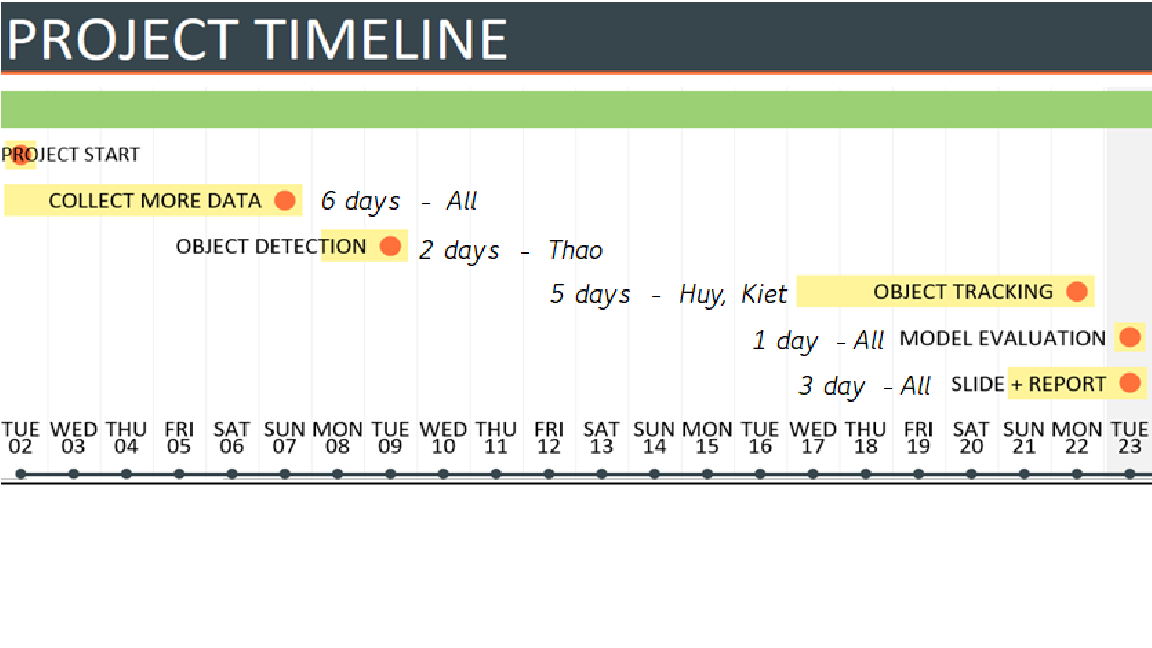 PROJECT TIMELINE
PROJECT START
COLLECT MORE DATA 6 days - All
OBJECT DETECTION 2 days - Thao
5 days - Huy, Kiet OBJECT TRACKING
1 day - All MODEL EVALUATION
3 day - All SLIDE + REPORT
TUE WED THU FRI SAT SUN MON TUE WED THU FRI SAT SUN MON TUE WED THU FRI SAT SUN MON TUE
02 03 04 05 06 07 08 09 10 11 12 13 14 15 16 17 18 19 20 21 22 23